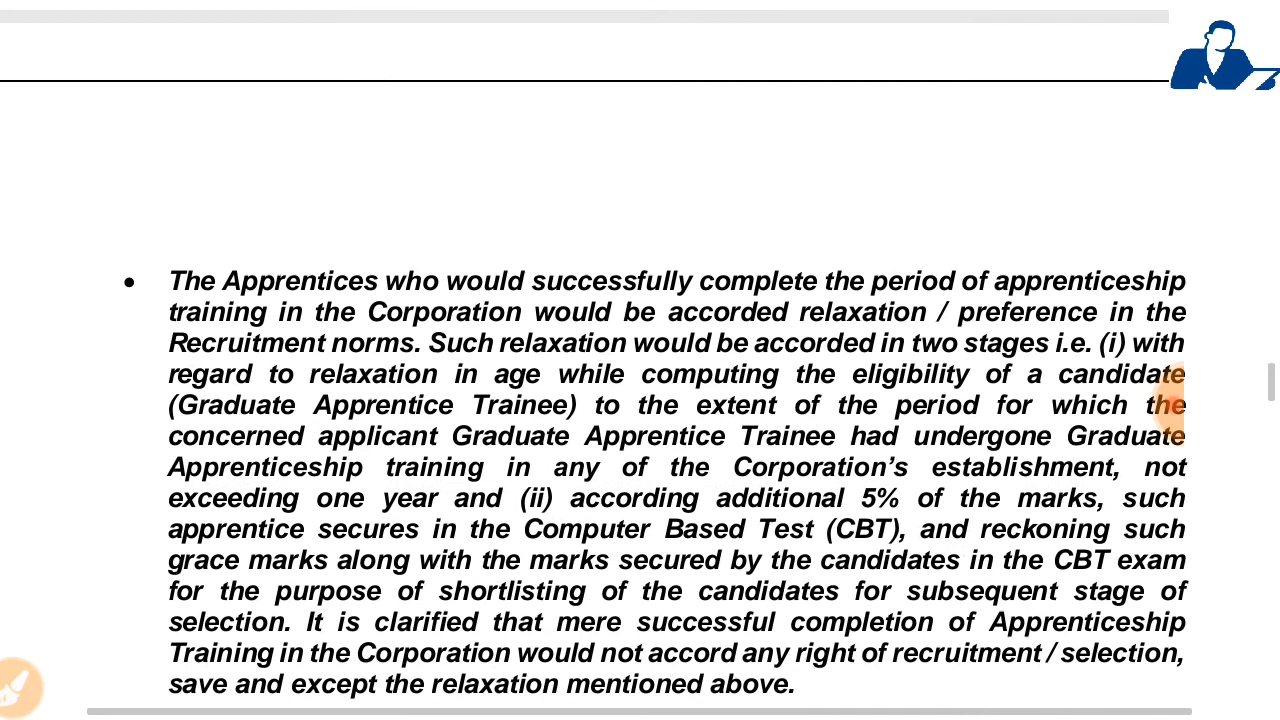 • The Apprentices who would successfully complete the period of apprenticeship
training in the Corporation would be accorded relaxation / preference in the
Recruitment norms. Such relaxation would be accorded in two stages i.e. (i) with
regard to relaxation in age while computing the eligibility of a candidate
(Graduate Apprentice Trainee) to the extent of the period for which the
concerned applicant Graduate Apprentice Trainee had undergone Graduate
Apprenticeship training in any of the Corporation’s establishment, not
exceeding one year and (ii) according additional 5% of the marks, such
apprentice secures in the Computer Based Test (CBT), and reckoning such
grace marks along with the marks secured by the candidates in the CBT exam
for the purpose of shortlisting of the candidates for subsequent stage of
selection. It is clarified that mere successful completion of Apprenticeship
Training in the Corporation would not accord any right of recruitment / selection,
save and except the relaxation mentioned above.